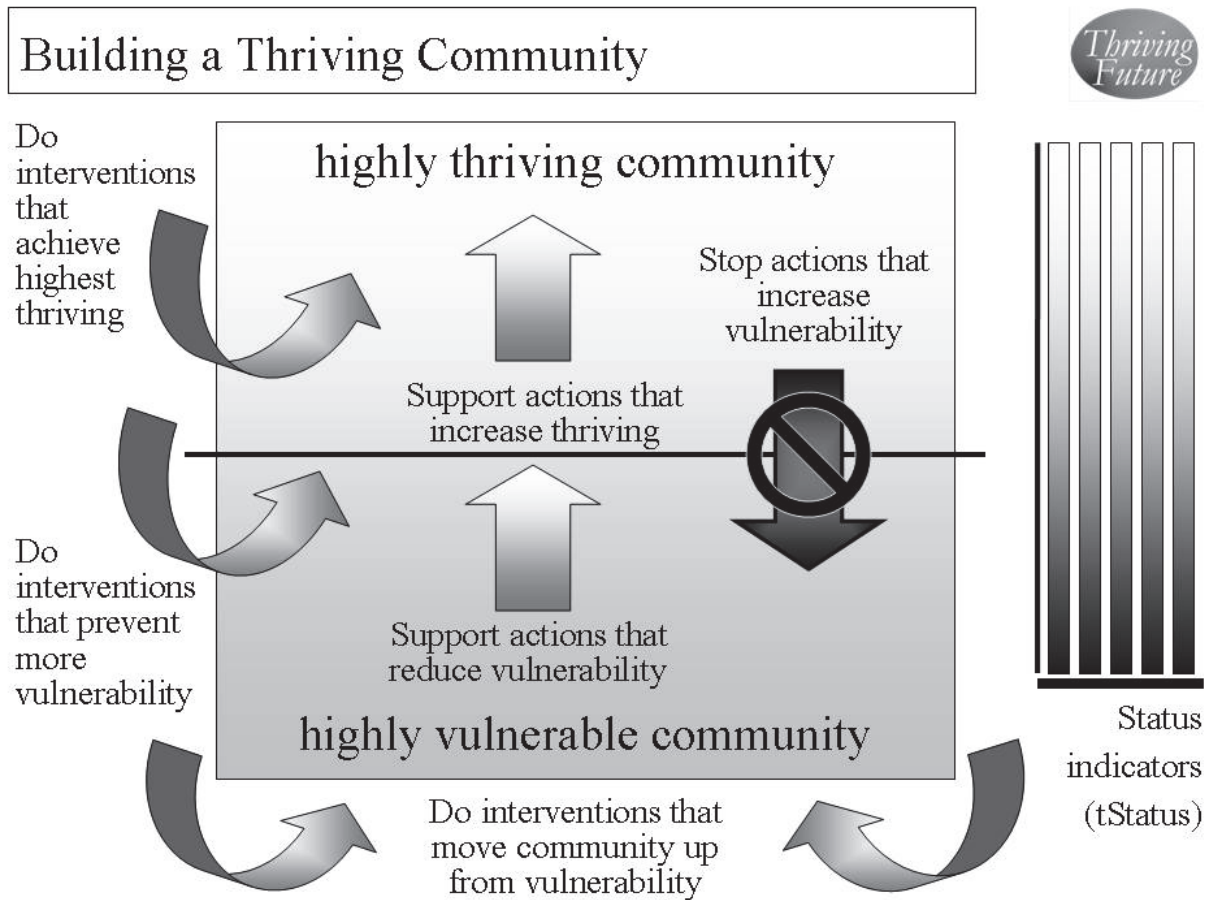 Building a Thriving Community
Thriving
Future
Do
interventions
that
achieve
highest
thriving
highly thriving community
Stop actions that
increase
vulnerability
Support actions that
increase thriving
Do
interventions
that prevent
more
vulnerability
Support actions that
reduce vulnerability
highly vulnerable community
Do interventions that
move community up
from vulnerability
Status
indicators
(tStatus)